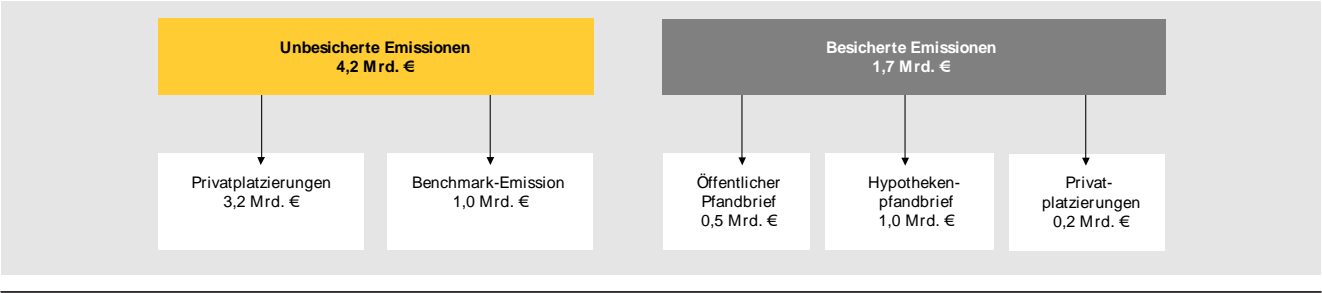 Unbesicherte Emissionen
4,2 Mrd. €
Besicherte Emissionen
1,7 Mrd. €
Privatplatzierungen
3,2 Mrd. €
Benchmark-Emission
1,0 Mrd. €
Öffentlicher
Pfandbrief
0,5 Mrd. €
Hypotheken-
pfandbrief
1,0 Mrd. €
Privat-
platzierungen
0,2 Mrd. €